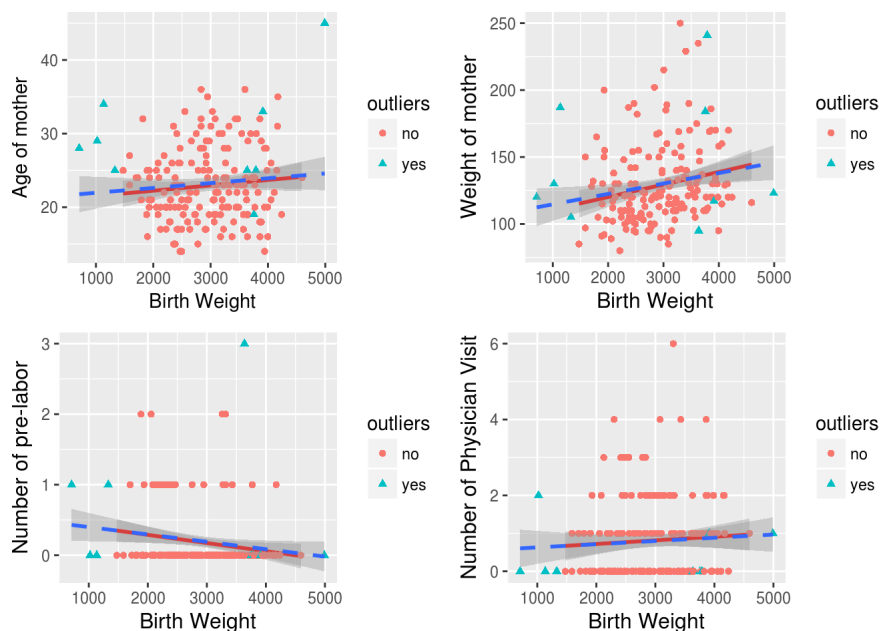 Age of mother
40
30
20
1000 2000 3000 4000 5000
Birth Weight
outliers
no
yes
Weight of mother
250
200
150
100
1000 2000 3000 4000 5000
Birth Weight
outliers
no
yes
Number of pre-labor
3
2
1
0
1000 2000 3000 4000 5000
Birth Weight
outliers
no
yes
Number of Physician Visit
6
4
2
0
1000 2000 3000 4000 5000
Birth Weight
outliers
no
yes